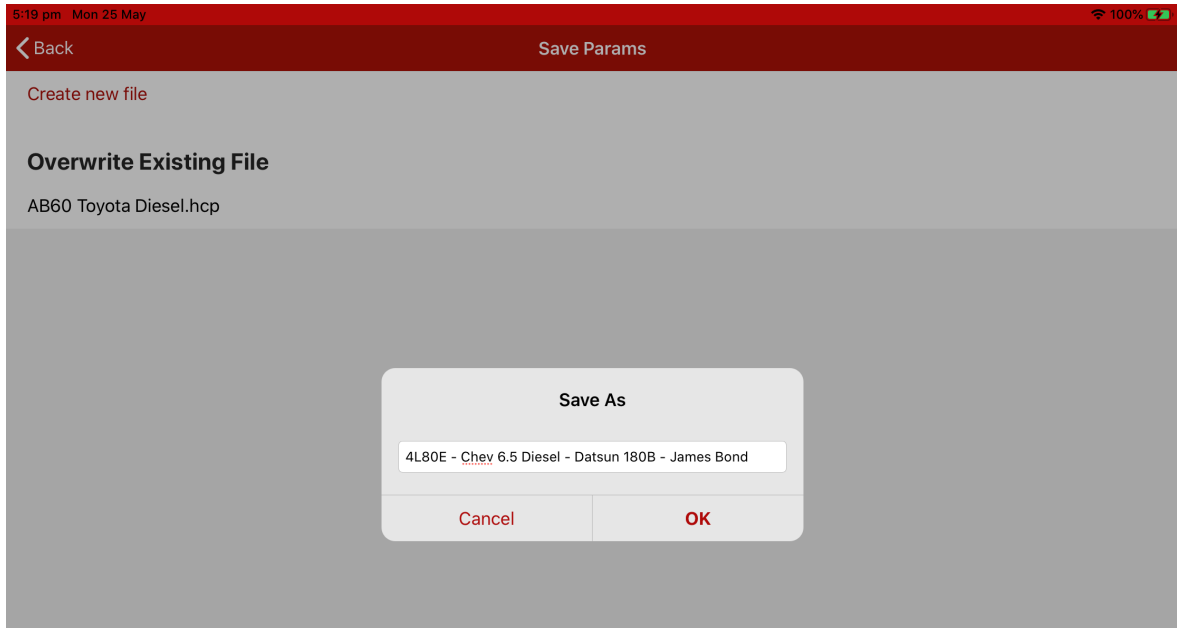 5:19 pm Mon 25 May 100%
Back Save Params
Create new file
Overwrite Existing File
AB60 Toyota Diesel.hcp
Save As
4L80E - Chev 6.5 Diesel - Datsun 180B - James Bond
Cancel OK